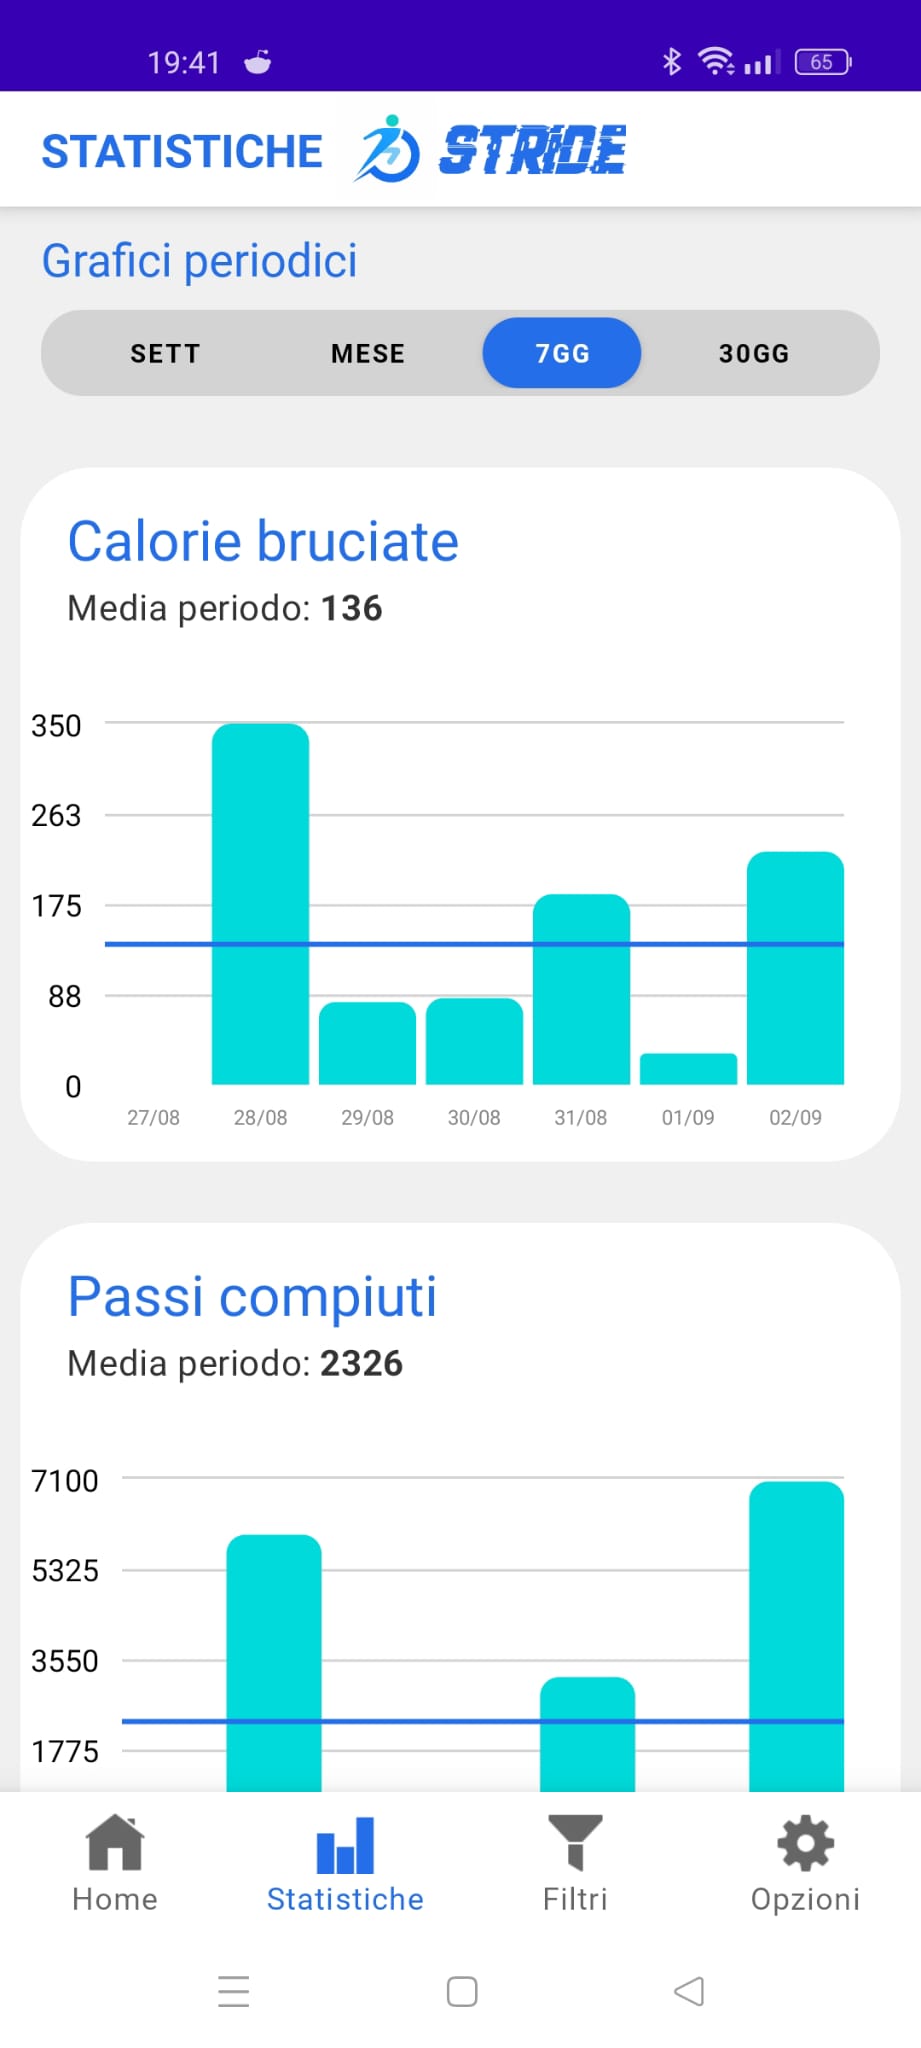 19:41 65
STATISTICHE STRIDE
Grafici periodici
SETT MESE 7GG 30GG
Calorie bruciate
Media periodo: 136
350
263
175
88
0
27/08 28/08 29/08 30/08 31/08 01/09 02/09
Passi compiuti
Media periodo: 2326
7100
5325
3550
1775
Home Statistiche Filtri Opzioni